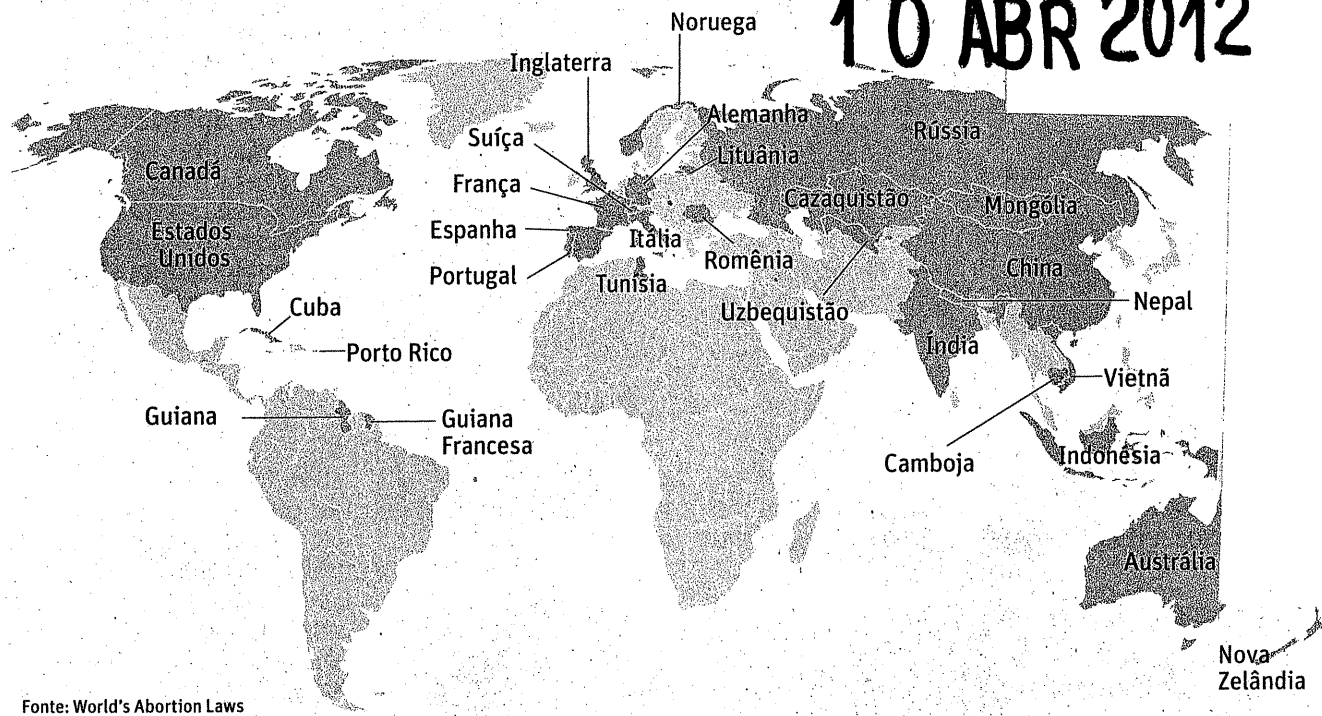 10 ABR 2012
Noruega
Inglaterra
Alemanha
Rússia
Suíça
Lituânia
Canadá
França
Cazaquistão
Mongólia
Estados
Unidos
Espanha
Itália
Romênia
China
Portugal
Tunísia
Cuba
Uzbequistão
Nepal
Porto Rico
Índia
Vietnã
Guiana
Guiana
Francesa
Camboja
Indonésia
Austrália
Nova
Zelândia
Fonte: World's Abortion Laws